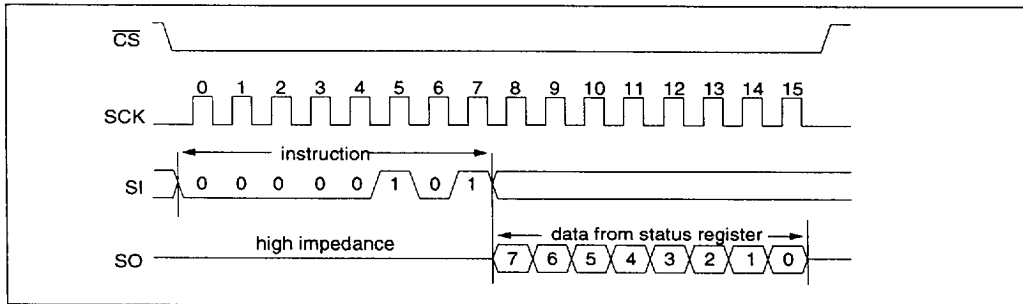 CS
0 1 2 3 4 5 6 7 8 9 10 11 12 13 14 15
SCK
instruction
SI 0 0 0 0 0 1 0 1
high impedance data from status register
SO 7 6 5 4 3 2 1 0